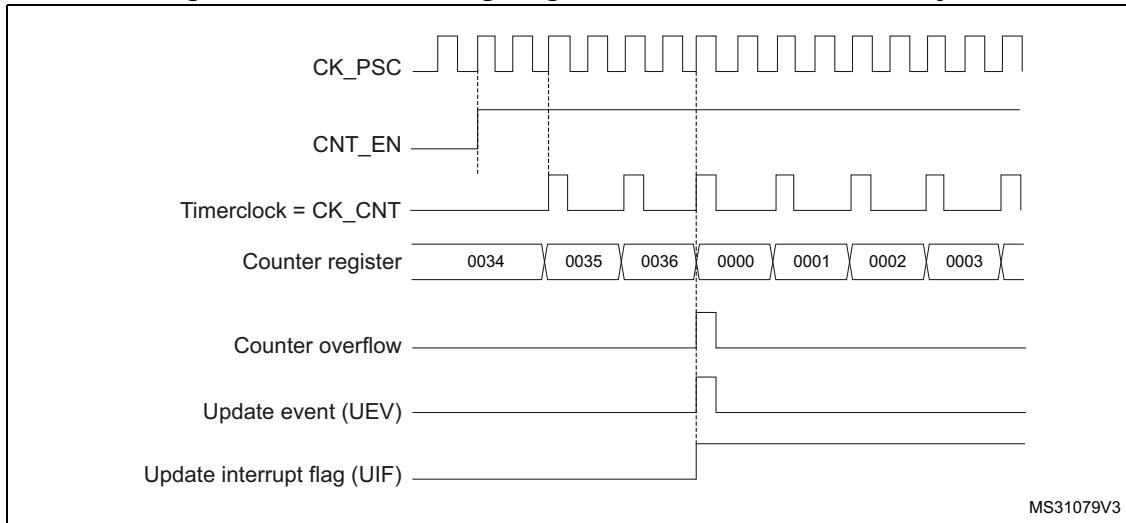 CK_PSC
CNT_EN
Timerclock = CK_CNT
Counter register 0034 0035 0036 0000 0001 0002 0003
Counter overflow
Update event (UEV)
Update interrupt flag (UIF)
MS31079V3